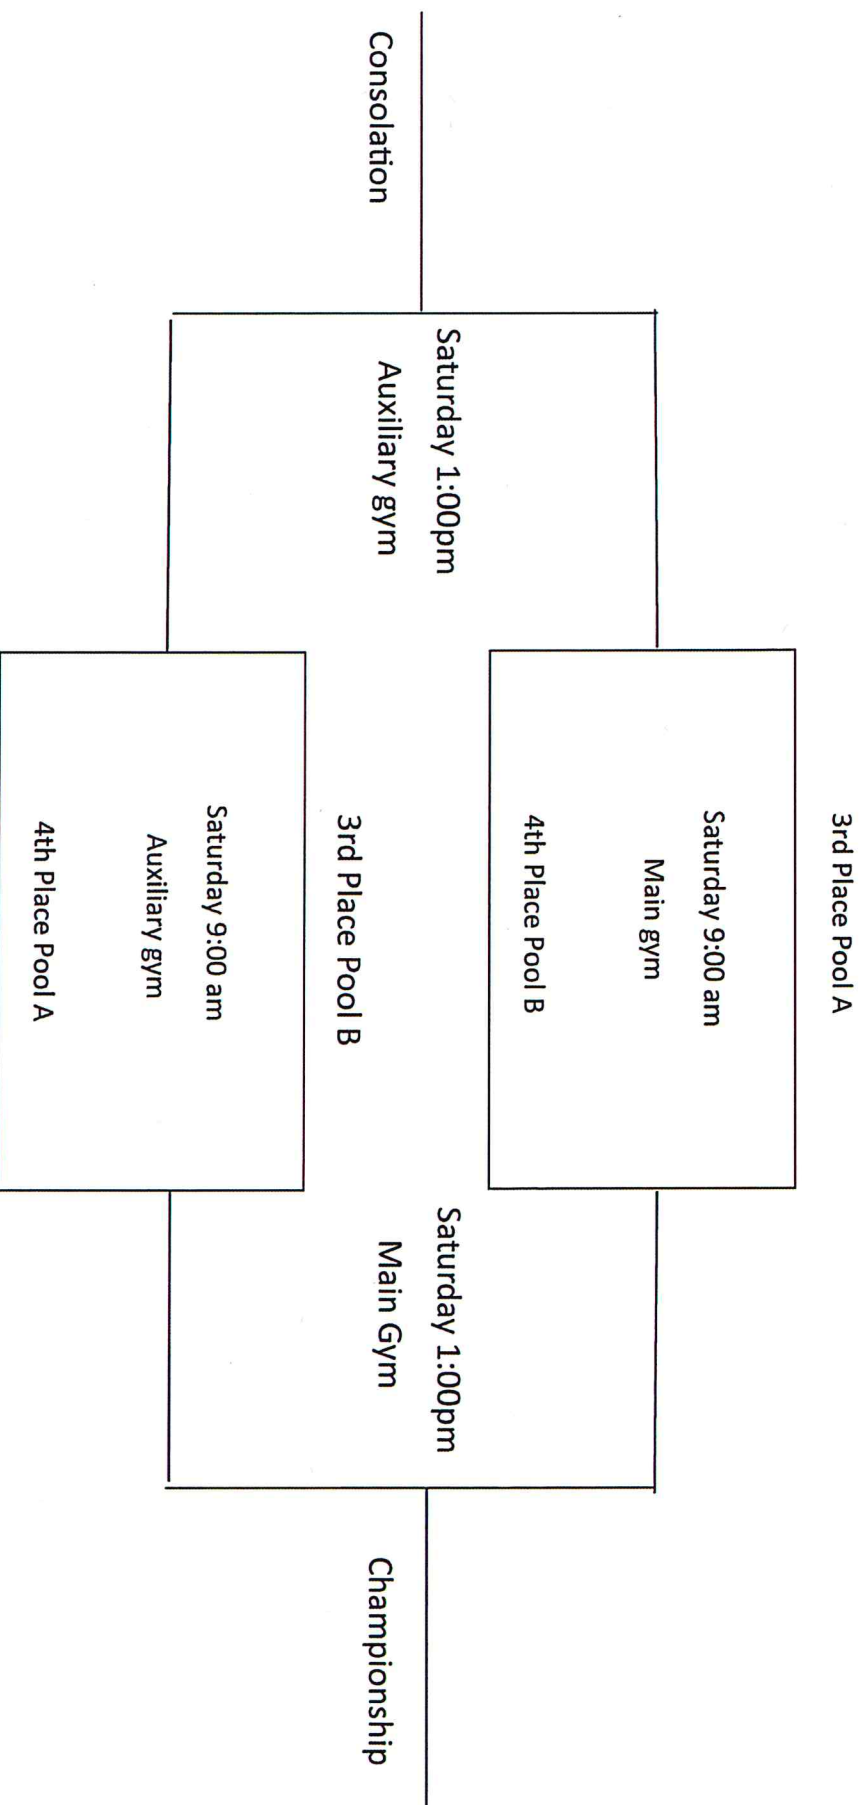 3rd Place Pool A
Saturday 9:00 am
Main gym
4th Place Pool B
Saturday 1:00pm
Auxiliary gym
Consolation
Saturday 1:00pm
Main Gym
Championship
3rd Place Pool B
Saturday 9:00 am
Auxiliary gym
4th Place Pool A